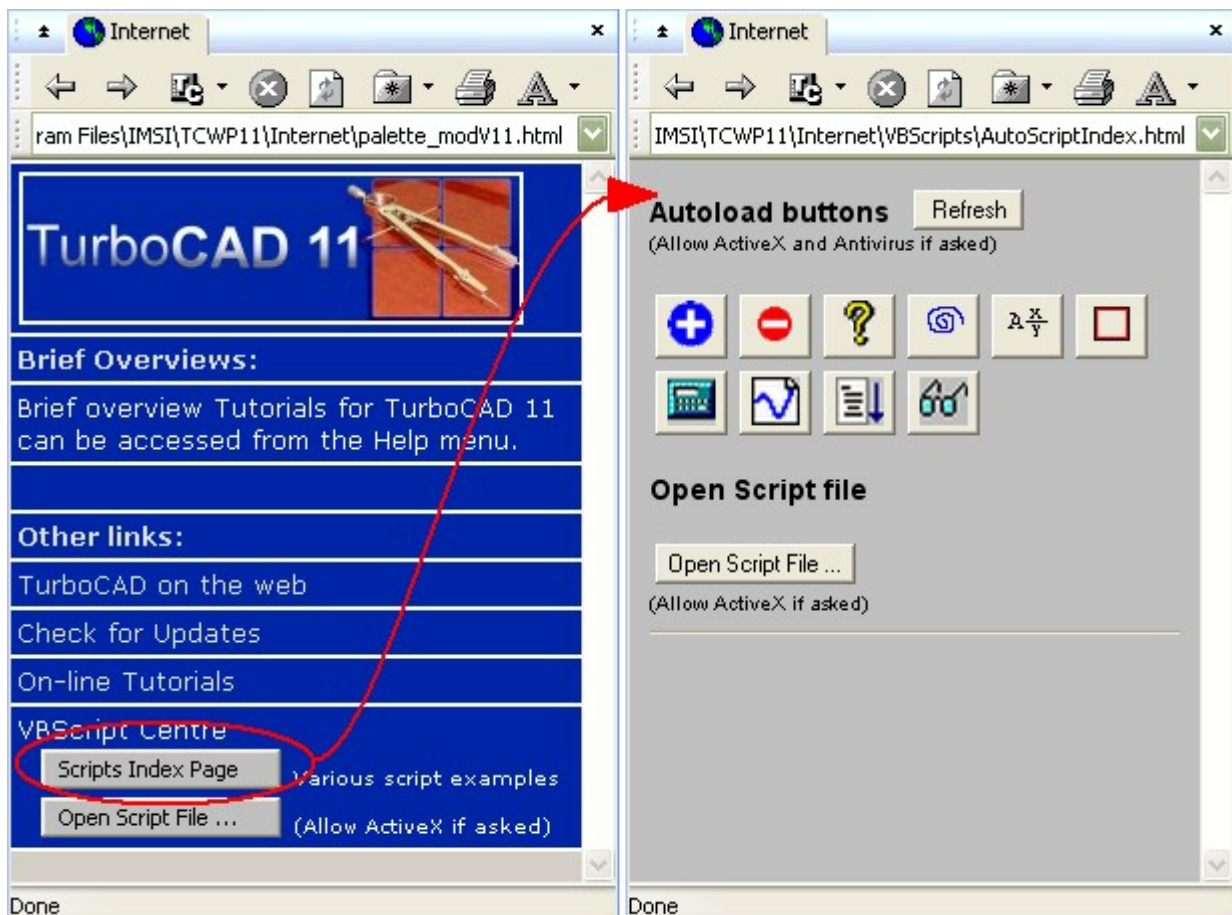 Internet
ram Files\IMSI\TCWP11\Internet\palette_modV11.html
TurboCAD 11
Brief Overviews:
Brief overview Tutorials for TurboCAD 11
can be accessed from the Help menu.
Other links:
TurboCAD on the web
Check for Updates
On-line Tutorials
VBScript Centre
Scripts Index Page
Various script examples
Open Script File ...
(Allow ActiveX if asked)
Done
Internet
IMSI\TCWP11\Internet\VBScripts\AutoScriptIndex.html
Autoload buttons
Refresh
(Allow ActiveX and Antivirus if asked)
A x/y
Open Script file
Open Script File ...
(Allow ActiveX if asked)
Done